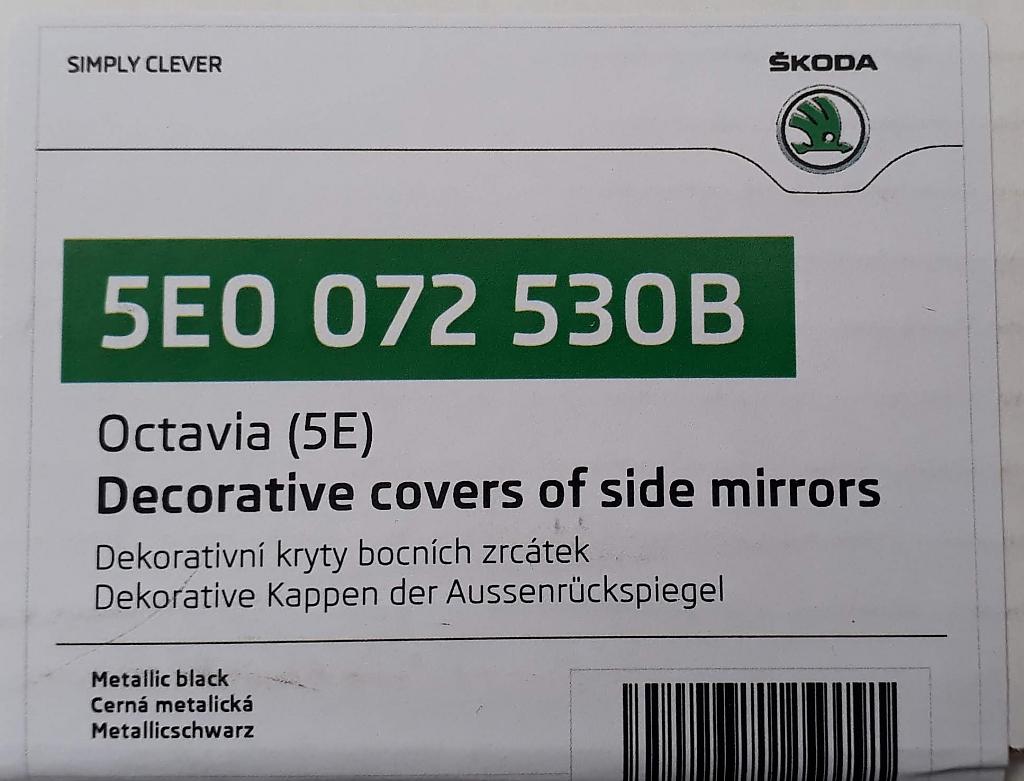 SIMPLY CLEVER
ŠKODA
5E0 072 530B
Octavia (5E)
Decorative covers of side mirrors
Dekorativní kryty bocních zrcátek
Dekorative Kappen der Aussenrückspiegel
Metallic black
Cerná metalická
Metallicschwarz